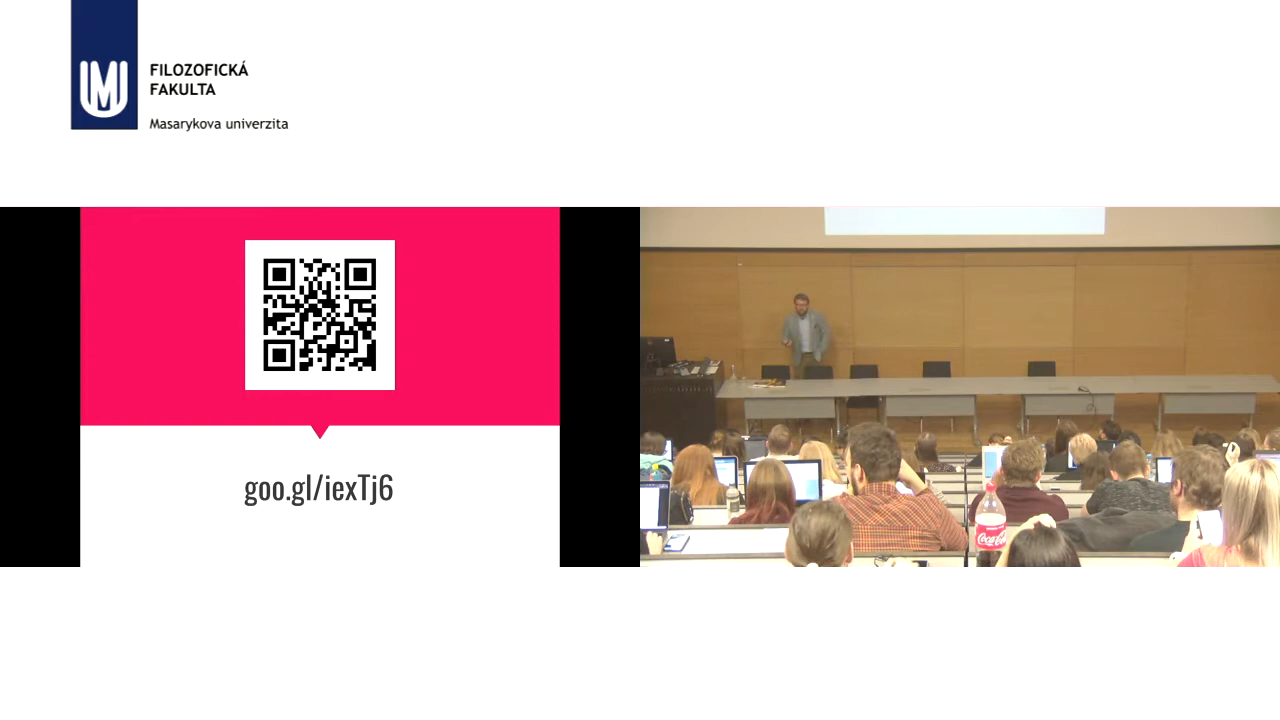 FILOZOFICKÁ
FAKULTA
Masarykova univerzita
goo.gl/iexTj6
Coca-Cola